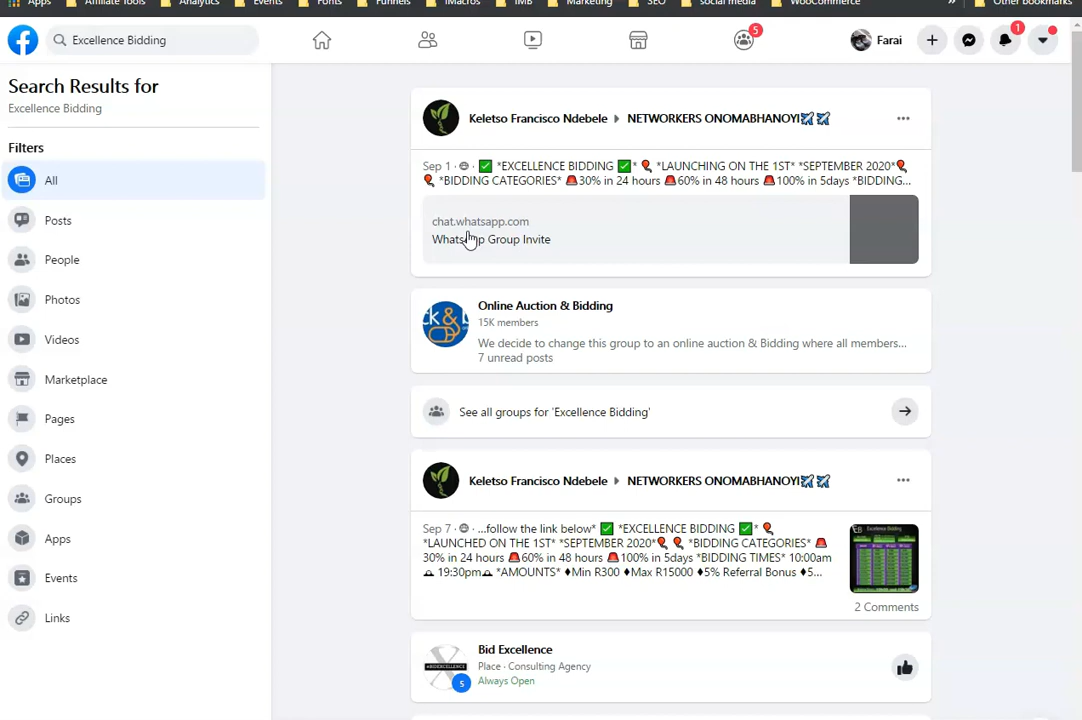 Apps Affiliate Tools Analytics Events Fonts Funnels iMacros IMB Marketing SEO social media WooCommerce » Other bookmarks
Excellence Bidding
5
Farai
1
Search Results for
Excellence Bidding
Filters
All
Posts
People
Photos
Videos
Marketplace
Pages
Places
Groups
Apps
Events
Links
Keletso Francisco Ndebele ▸ NETWORKERS ONOMABHANOYI✈️ ✈️
Sep 1 · ✅ *EXCELLENCE BIDDING ✅* 🎈 *LAUNCHING ON THE 1ST* *SEPTEMBER 2020*🎈
🎈 *BIDDING CATEGORIES* 🚨30% in 24 hours 🚨60% in 48 hours 🚨100% in 5days *BIDDING...
chat.whatsapp.com
WhatsApp Group Invite
Online Auction & Bidding
15K members
We decide to change this group to an online auction & Bidding where all members...
7 unread posts
See all groups for 'Excellence Bidding'
Keletso Francisco Ndebele ▸ NETWORKERS ONOMABHANOYI✈️ ✈️
Sep 7 · ...follow the link below* ✅ *EXCELLENCE BIDDING ✅* 🎈
*LAUNCHED ON THE 1ST* *SEPTEMBER 2020*🎈 🎈 *BIDDING CATEGORIES* 🚨
30% in 24 hours 🚨60% in 48 hours 🚨100% in 5days *BIDDING TIMES* 10:00am
🕰 19:30pm🕰 *AMOUNTS* ♦Min R300 ♦Max R15000 ♦5% Referral Bonus ♦5...
Excellence Bidding
2 Comments
Bid Excellence
Place · Consulting Agency
Always Open
#BIDEXCELLENCE
5